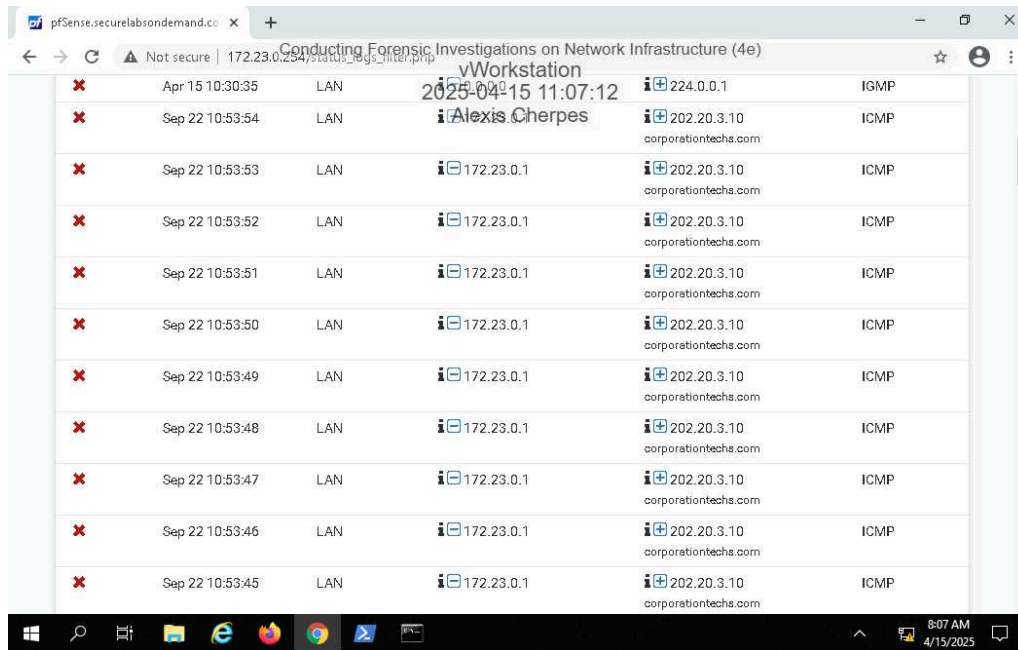 pfSense.securelabsondemand.co
Not secure | 172.23.0.254/status_logs_filter.php
Conducting Forensic Investigations on Network Infrastructure (4e)
vWorkstation
2025-04-15 11:07:12
Alexis Cherpes
Apr 15 10:30:35 LAN 0.0.0.0 224.0.0.1 IGMP
Sep 22 10:53:54 LAN 172.23.0.1 202.20.3.10 ICMP
corporationtechs.com
Sep 22 10:53:53 LAN 172.23.0.1 202.20.3.10 ICMP
corporationtechs.com
Sep 22 10:53:52 LAN 172.23.0.1 202.20.3.10 ICMP
corporationtechs.com
Sep 22 10:53:51 LAN 172.23.0.1 202.20.3.10 ICMP
corporationtechs.com
Sep 22 10:53:50 LAN 172.23.0.1 202.20.3.10 ICMP
corporationtechs.com
Sep 22 10:53:49 LAN 172.23.0.1 202.20.3.10 ICMP
corporationtechs.com
Sep 22 10:53:48 LAN 172.23.0.1 202.20.3.10 ICMP
corporationtechs.com
Sep 22 10:53:47 LAN 172.23.0.1 202.20.3.10 ICMP
corporationtechs.com
Sep 22 10:53:46 LAN 172.23.0.1 202.20.3.10 ICMP
corporationtechs.com
Sep 22 10:53:45 LAN 172.23.0.1 202.20.3.10 ICMP
corporationtechs.com
8:07 AM
4/15/2025